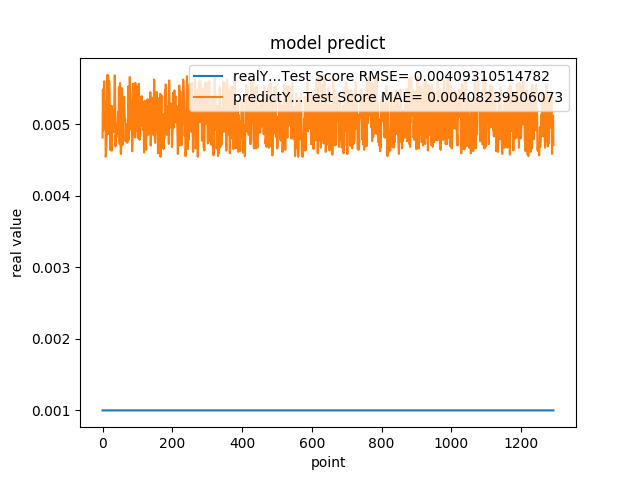 model predict
realY...Test Score RMSE= 0.00409310514782
predictY...Test Score MAE= 0.00408239506073
0.005
0.004
0.003
0.002
0.001
real value
0 200 400 600 800 1000 1200
point